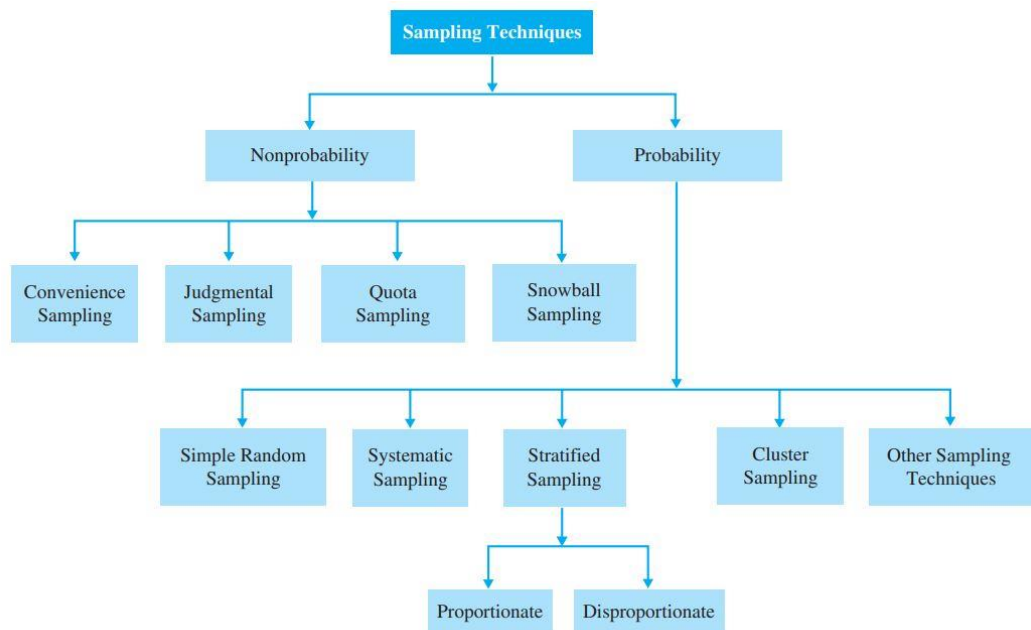 Sampling Techniques
Nonprobability
Probability
Convenience
Sampling
Judgmental
Sampling
Quota
Sampling
Snowball
Sampling
Simple Random
Sampling
Systematic
Sampling
Stratified
Sampling
Cluster
Sampling
Other Sampling
Techniques
Proportionate
Disproportionate